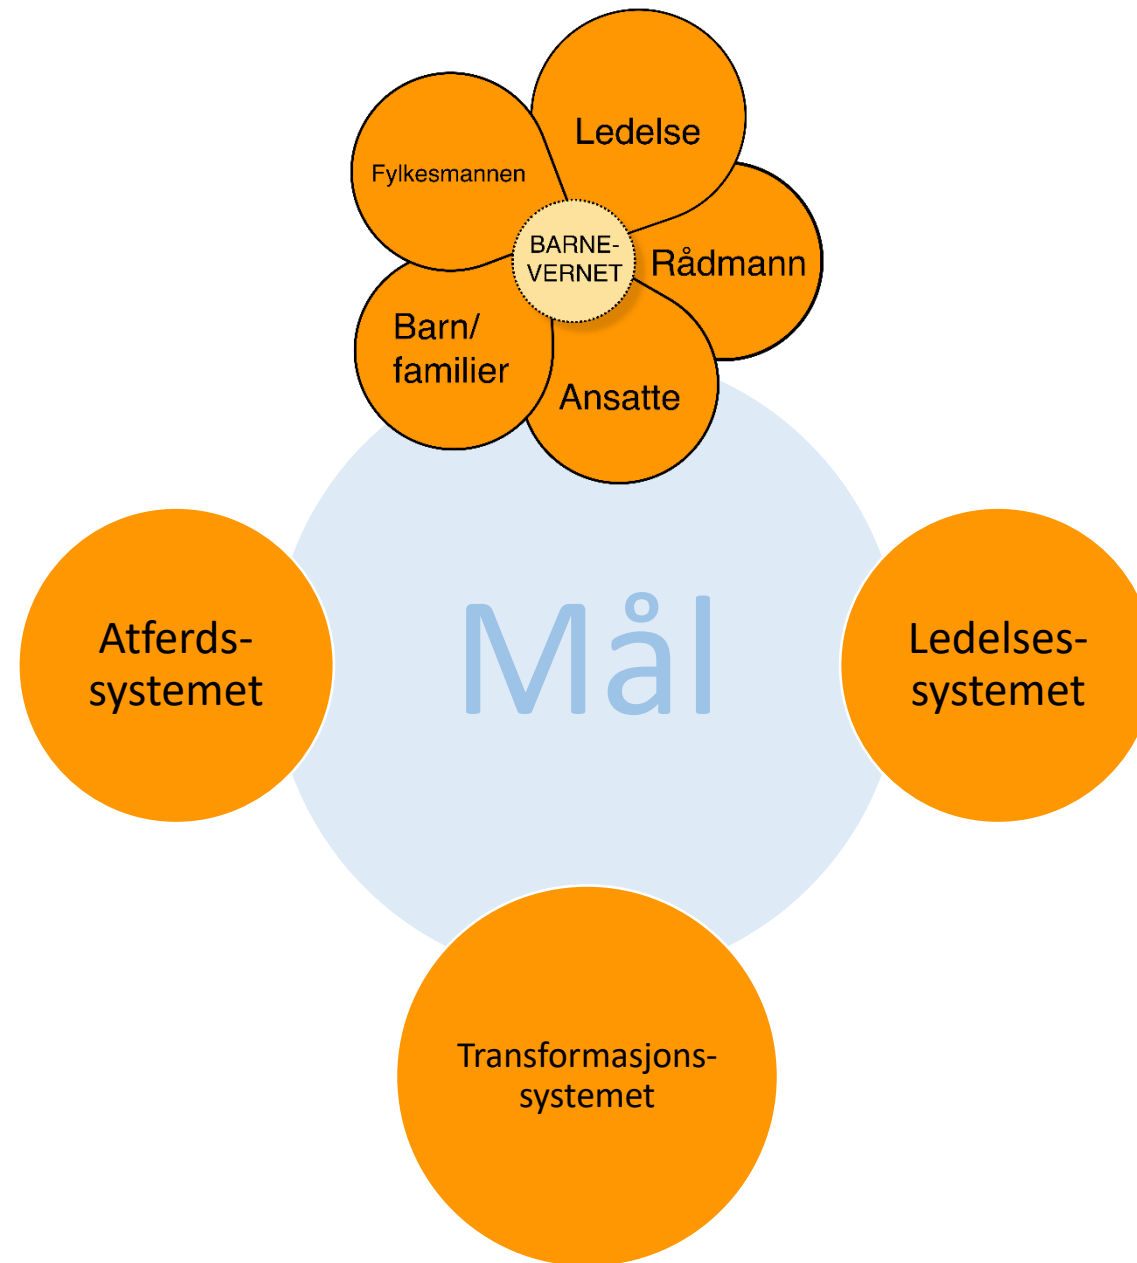 Ledelse
Fylkesmannen
BARNE-
VERNET
Rådmann
Barn/
familier
Ansatte
Mål
Atferds-
systemet
Ledelses-
systemet
Transformasjons-
systemet